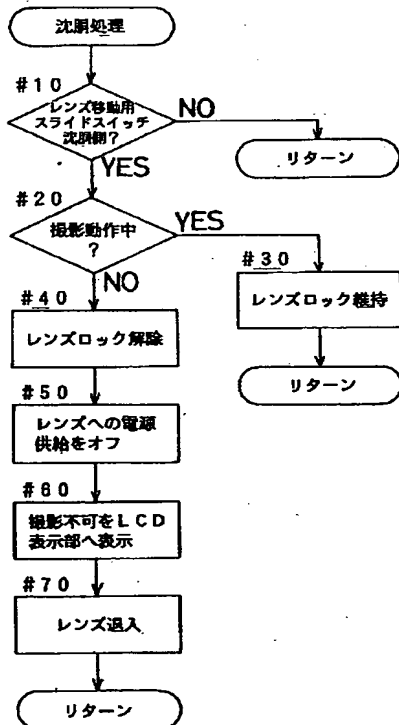 沈胴処理
#10
レンズ移動用
スライドスイッチ
沈胴側?
NO
リターン
YES
#20
撮影動作中
?
YES
NO
#30
レンズロック維持
リターン
#40
レンズロック解除
#50
レンズへの電源
供給をオフ
#60
撮影不可をLCD
表示部へ表示
#70
レンズ退入
リターン